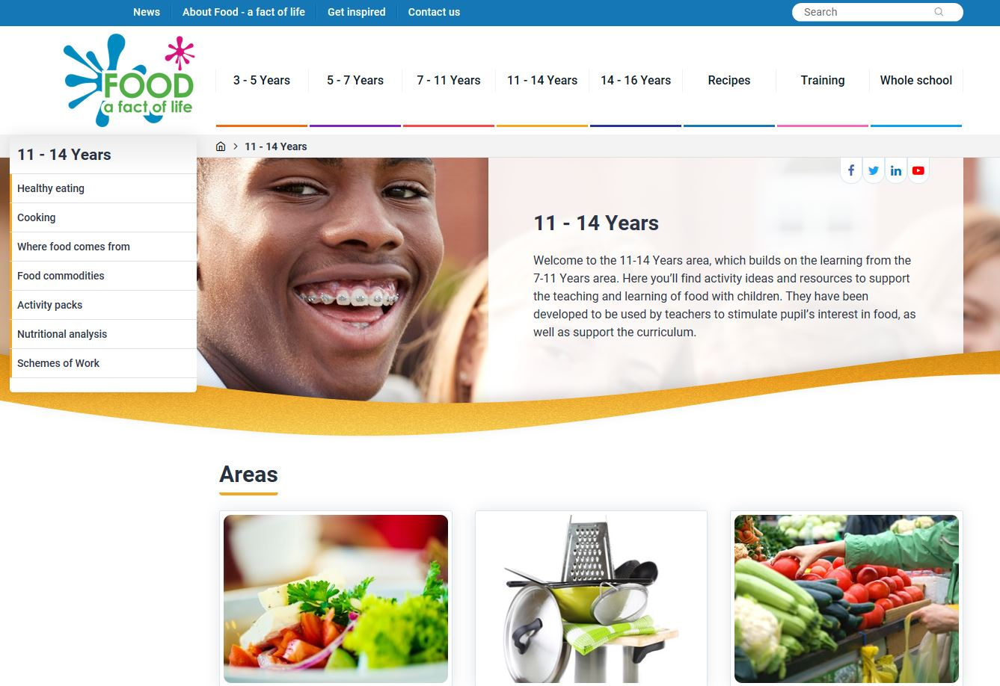 News
About Food - a fact of life
Get inspired
Contact us
Search
FOOD
a fact of life
3 - 5 Years
5 - 7 Years
7 - 11 Years
11 - 14 Years
14 - 16 Years
Recipes
Training
Whole school
11 - 14 Years
11 - 14 Years
Healthy eating
Cooking
Where food comes from
Food commodities
Activity packs
Nutritional analysis
Schemes of Work
11 - 14 Years
Welcome to the 11-14 Years area, which builds on the learning from the
7-11 Years area. Here you’ll find activity ideas and resources to support
the teaching and learning of food with children. They have been
developed to be used by teachers to stimulate pupil’s interest in food, as
well as support the curriculum.
Areas